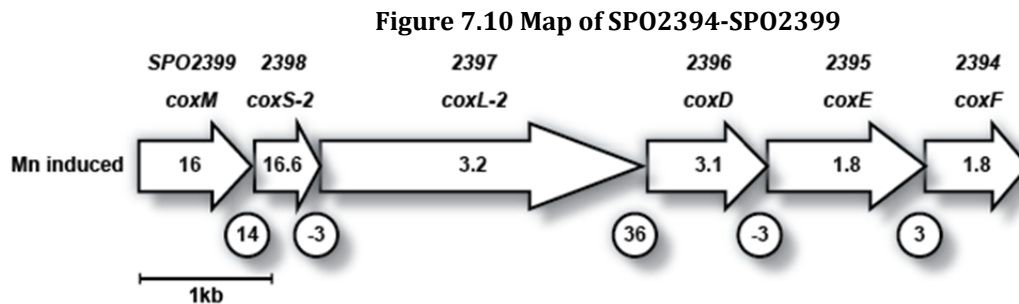 Figure 7.10 Map of SPO2394-SPO2399
SPO2399 2398 2397 2396 2395 2394
coxM coxS-2 coxL-2 coxD coxE coxF
Mn induced 16 16.6 3.2 3.1 1.8 1.8
14 -3 36 -3 3
1kb